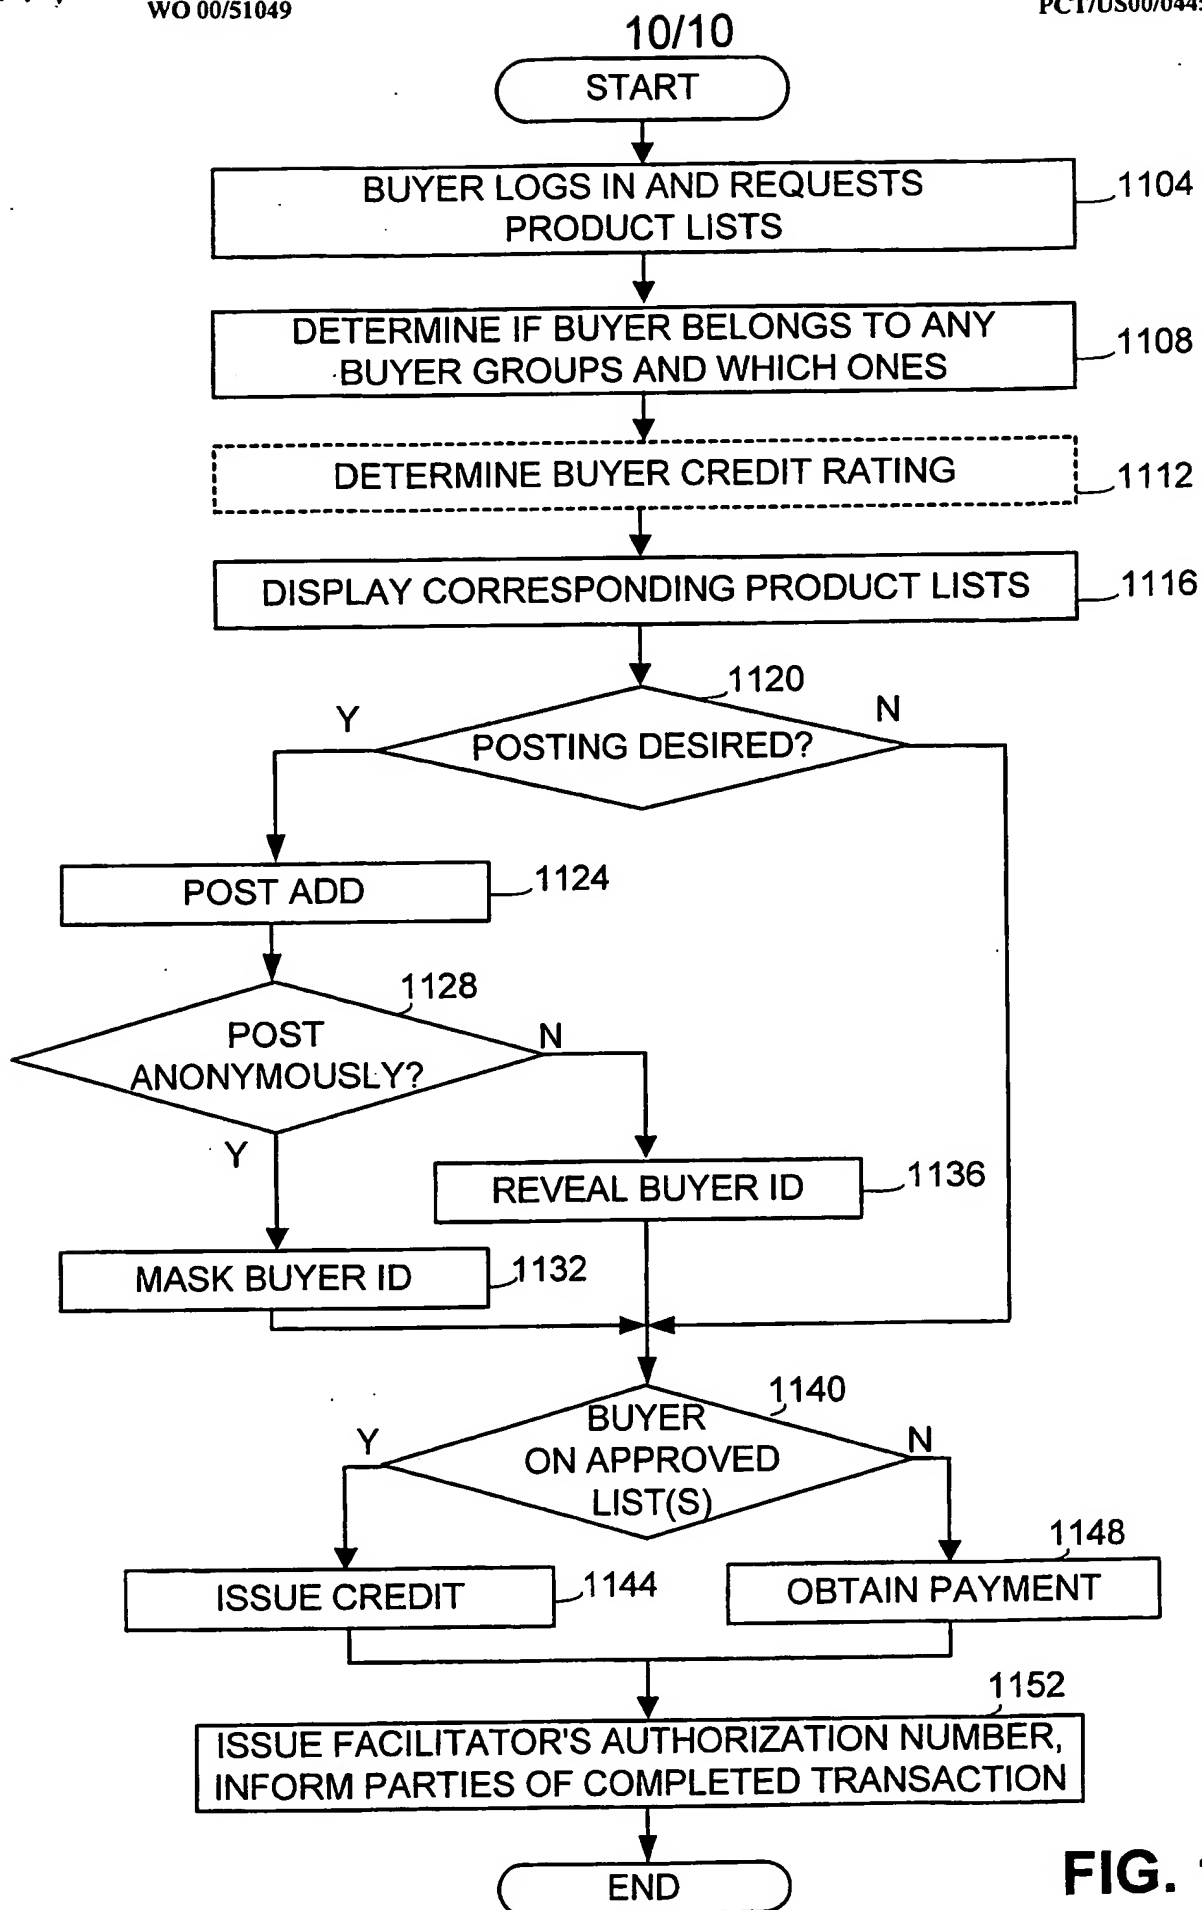 WO 00/51049
10/10
START
BUYER LOGS IN AND REQUESTS
PRODUCT LISTS
1104
DETERMINE IF BUYER BELONGS TO ANY
BUYER GROUPS AND WHICH ONES
1108
DETERMINE BUYER CREDIT RATING
1112
DISPLAY CORRESPONDING PRODUCT LISTS
1116
1120
Y
N
POSTING DESIRED?
POST ADD
1124
1128
POST
ANONYMOUSLY?
N
Y
REVEAL BUYER ID
1136
MASK BUYER ID
1132
1140
BUYER
ON APPROVED
LIST(S)
Y
N
1148
ISSUE CREDIT
1144
OBTAIN PAYMENT
1152
ISSUE FACILITATOR'S AUTHORIZATION NUMBER,
INFORM PARTIES OF COMPLETED TRANSACTION
END
FIG.